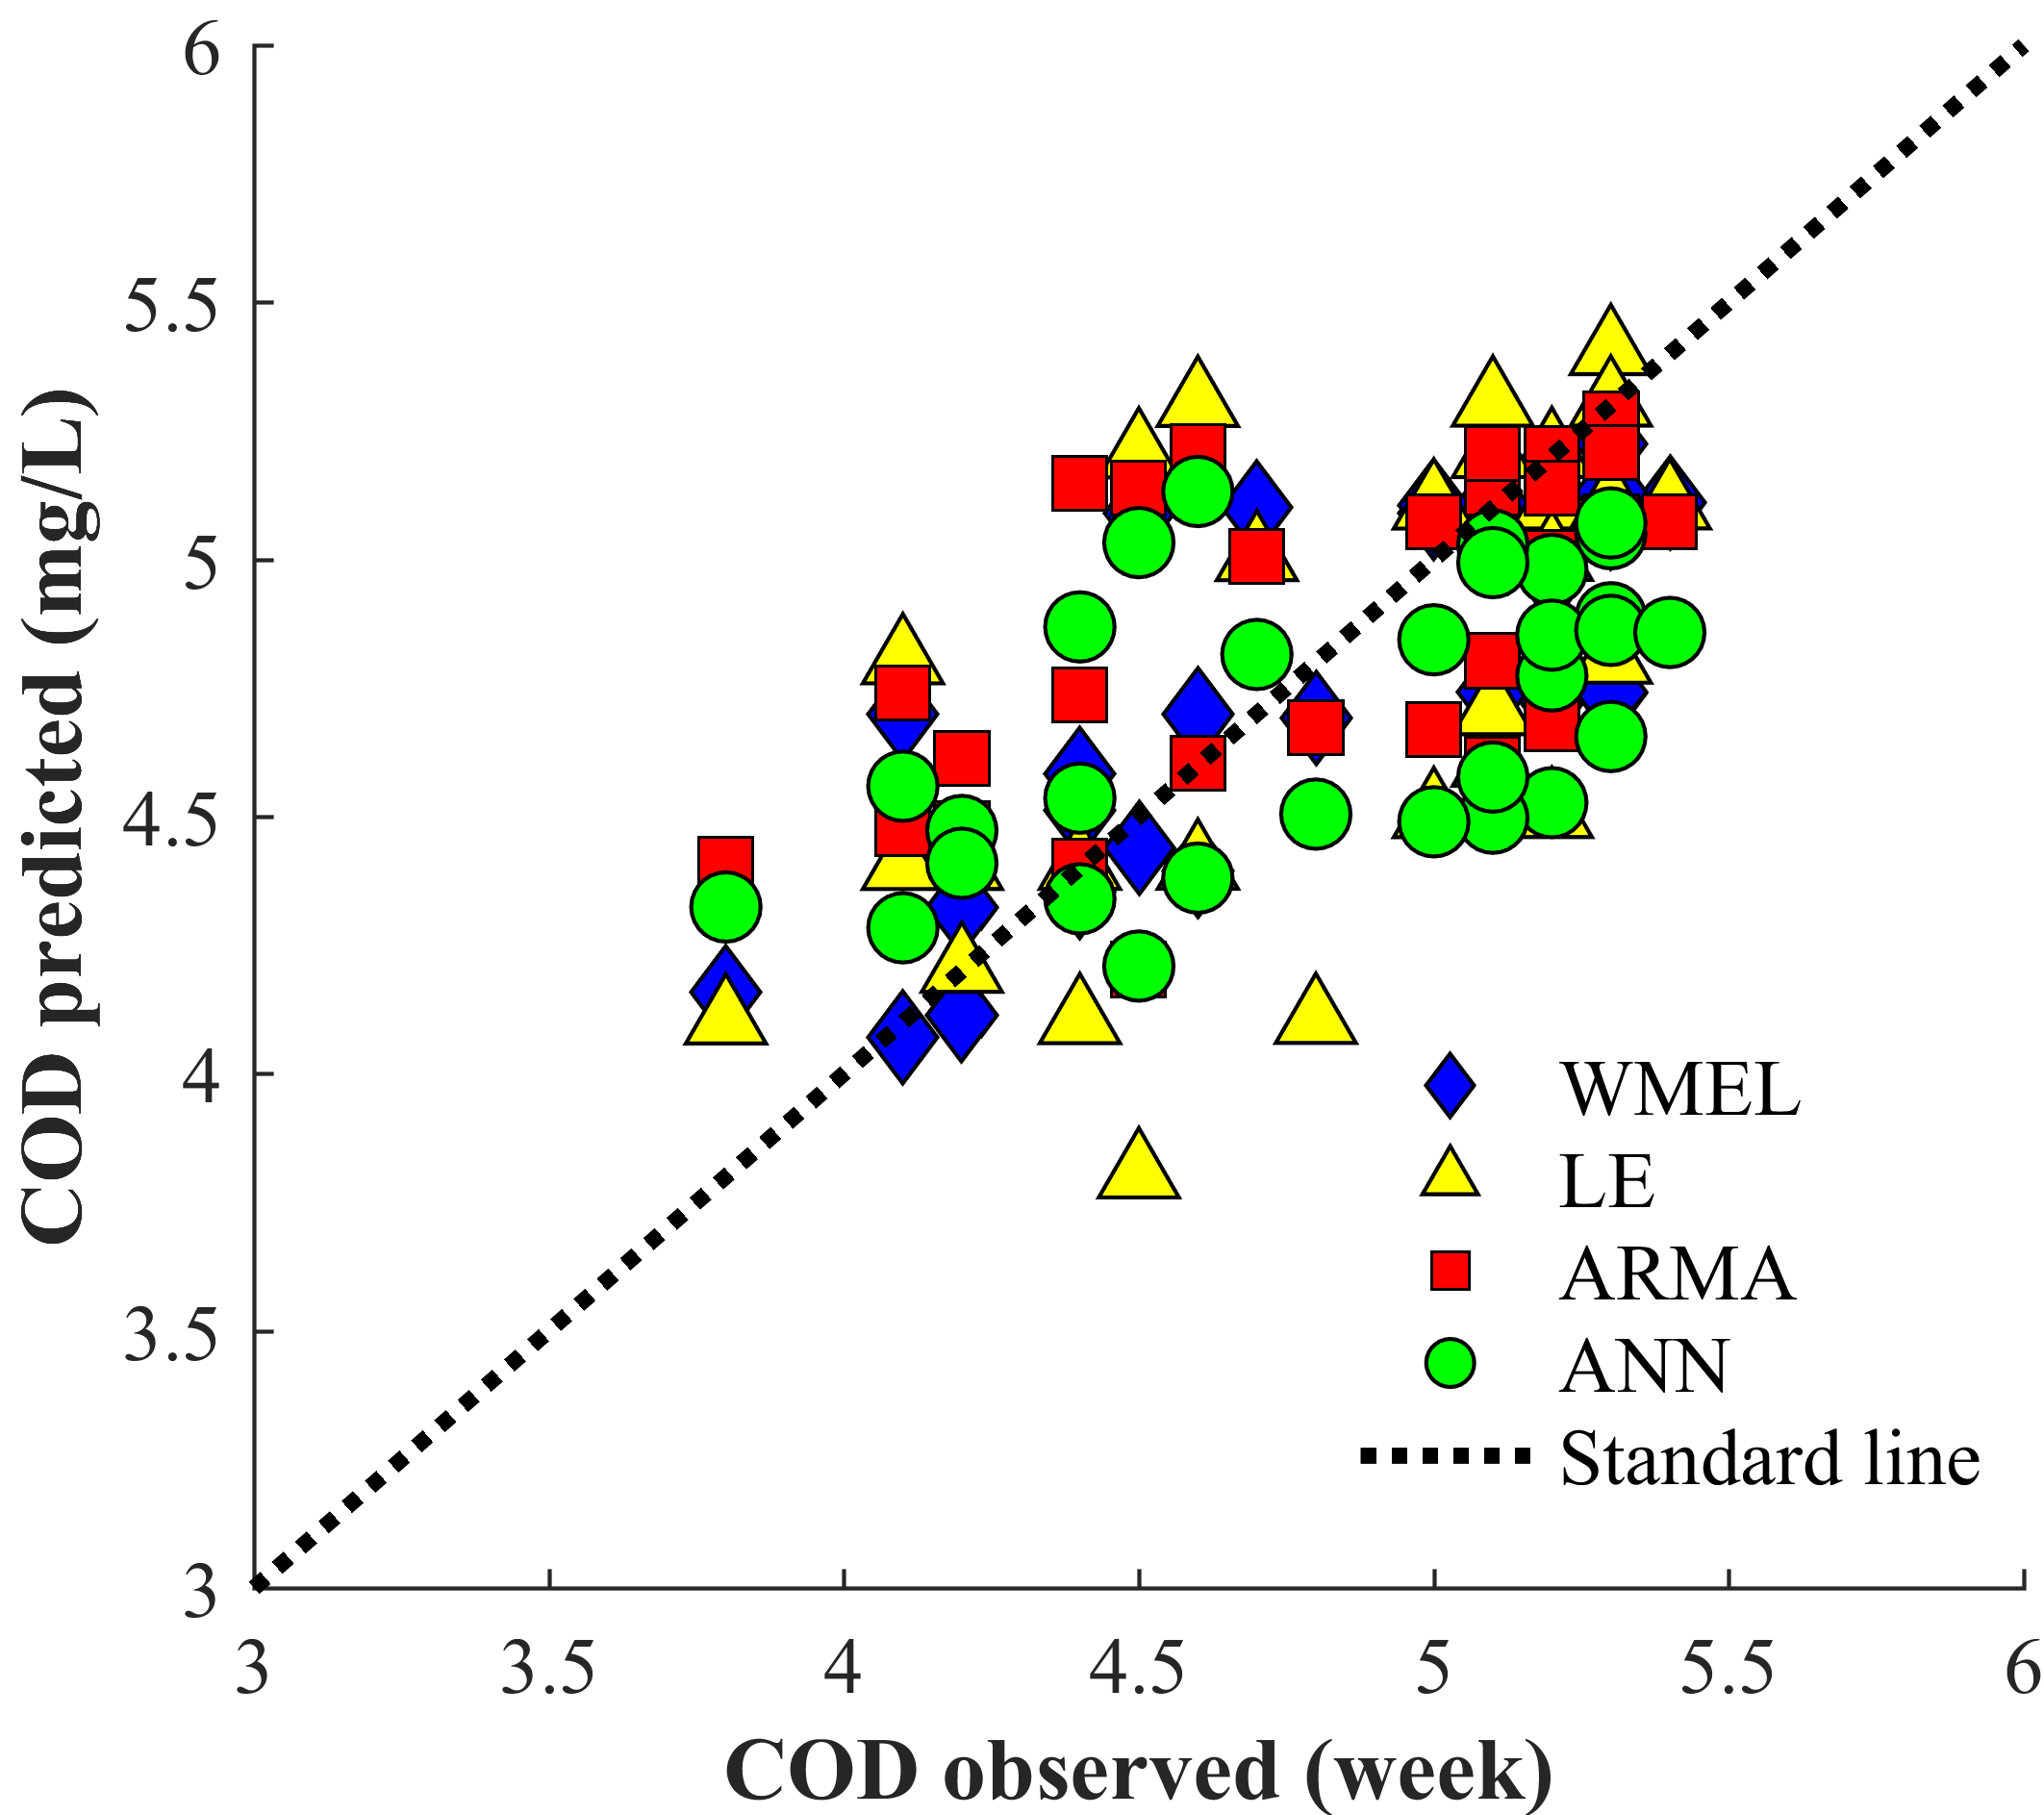 6
5.5
5
4.5
4
3.5
3
COD predicted (mg/L)
WMEL
LE
ARMA
ANN
Standard line
3 3.5 4 4.5 5 5.5 6
COD observed (week)